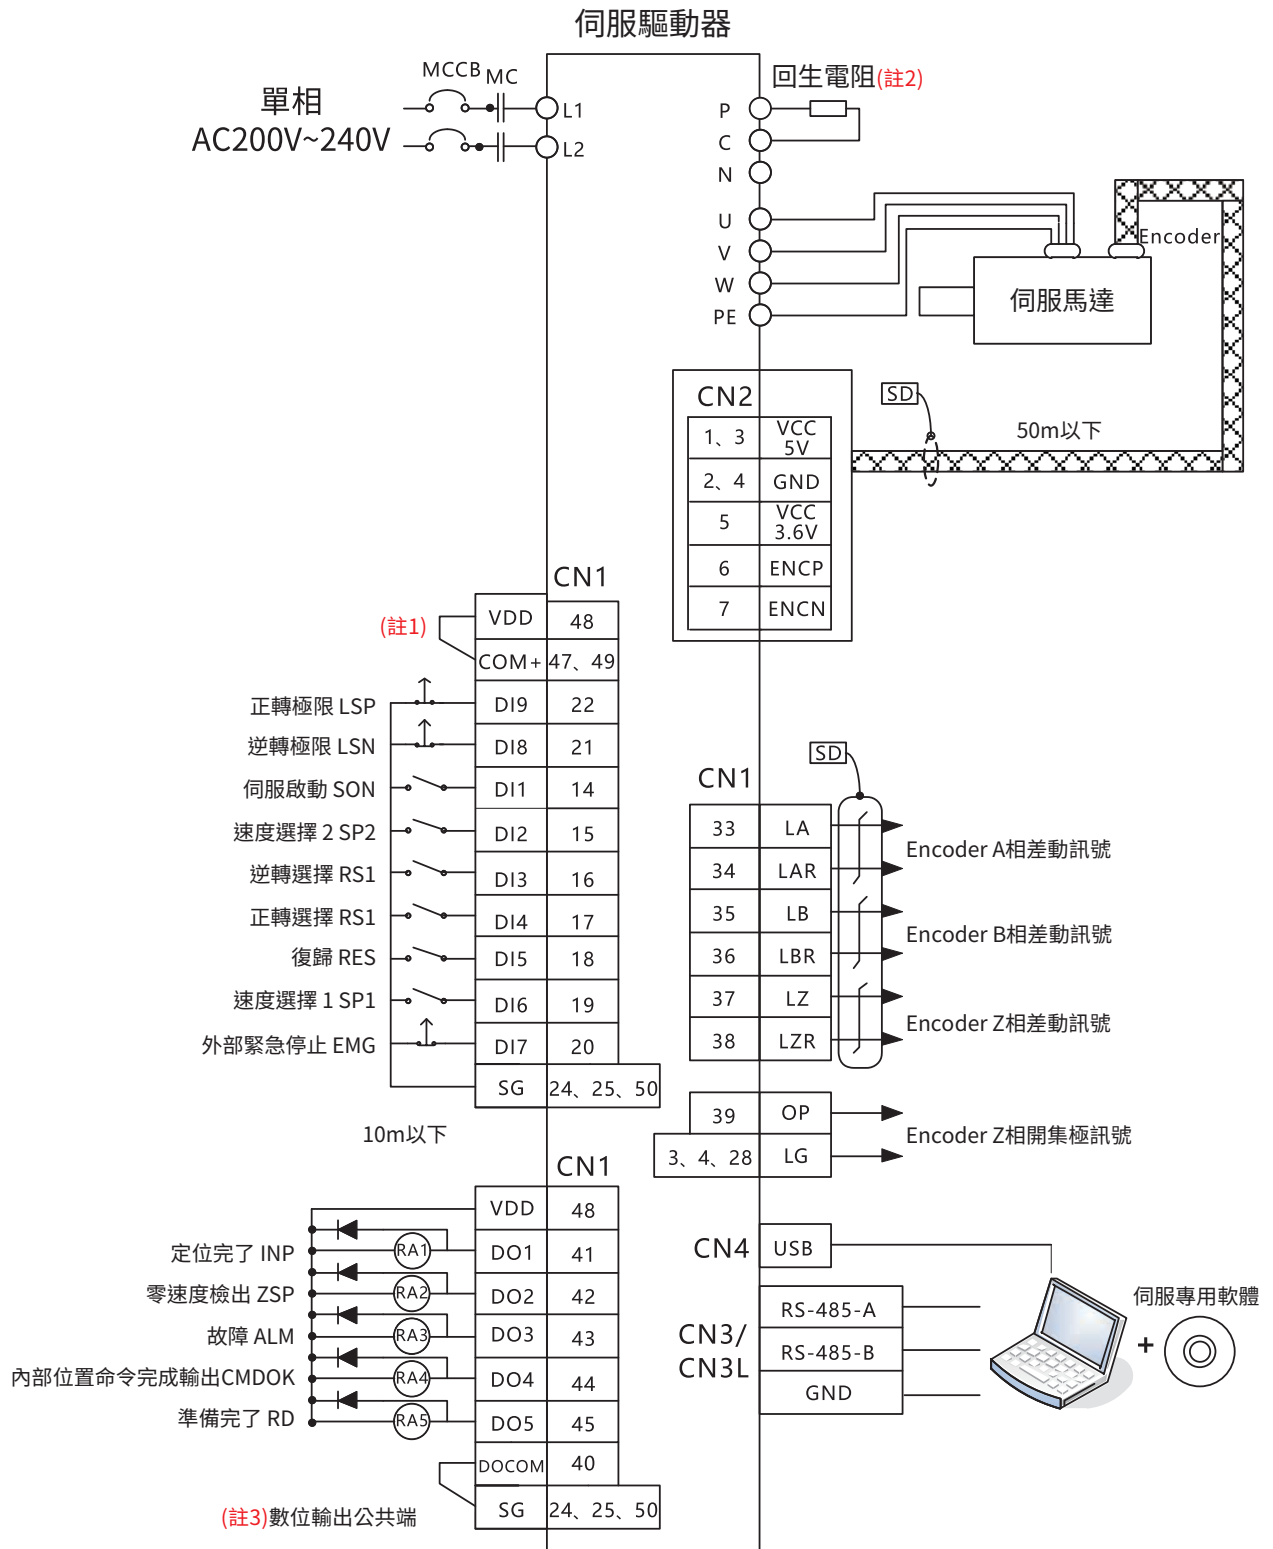 伺服驅動器
MCCB MC
單相
AC200V~240V
L1
L2
回生電阻(註2)
P
C
N
U
V
W
PE
Encoder
伺服馬達
CN2
1、3 VCC 5V
2、4 GND
5 VCC 3.6V
6 ENCP
7 ENCN
SD
50m以下
CN1
(註1)
VDD 48
COM+ 47、49
正轉極限 LSP DI9 22
逆轉極限 LSN DI8 21
伺服啟動 SON DI1 14
速度選擇 2 SP2 DI2 15
逆轉選擇 RS1 DI3 16
正轉選擇 RS1 DI4 17
復歸 RES DI5 18
速度選擇 1 SP1 DI6 19
外部緊急停止 EMG DI7 20
SG 24、25、50
10m以下
SD
CN1
33 LA
34 LAR
Encoder A相差動訊號
35 LB
36 LBR
Encoder B相差動訊號
37 LZ
38 LZR
Encoder Z相差動訊號
39 OP
3、4、28 LG
Encoder Z相開集極訊號
CN1
VDD 48
定位完了 INP RA1 DO1 41
零速度檢出 ZSP RA2 DO2 42
故障 ALM RA3 DO3 43
內部位置命令完成輸出CMDOK RA4 DO4 44
準備完了 RD RA5 DO5 45
DOCOM 40
SG 24、25、50
(註3)數位輸出公共端
CN4 USB
CN3/
CN3L
RS-485-A
RS-485-B
GND
伺服專用軟體
+